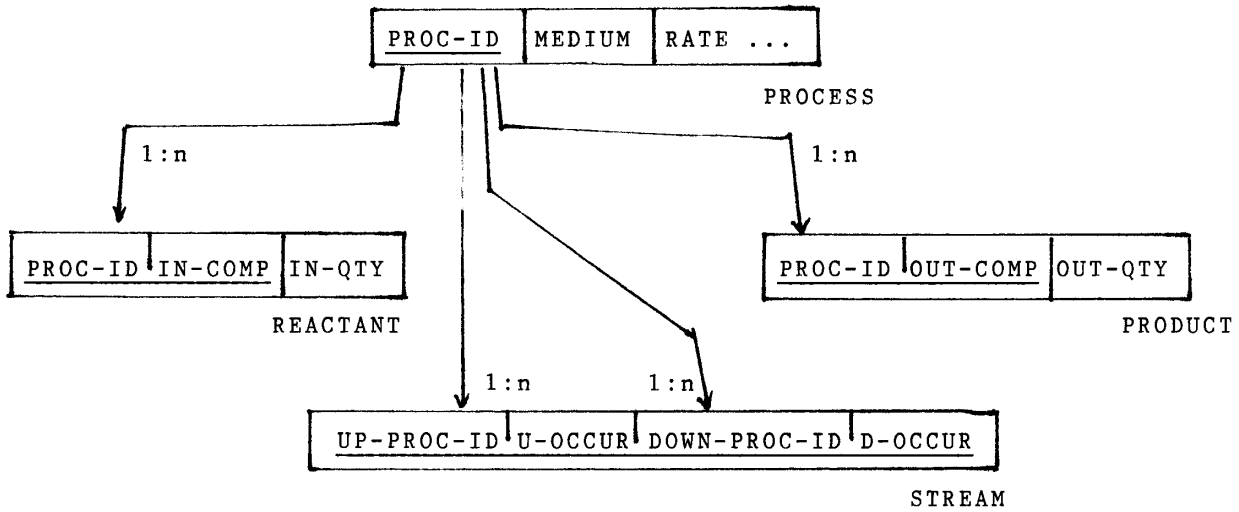 PROC-ID MEDIUM RATE ...
PROCESS
1:n 1:n
PROC-ID IN-COMP IN-QTY
REACTANT
PROC-ID OUT-COMP OUT-QTY
PRODUCT
1:n 1:n
UP-PROC-ID U-OCCUR DOWN-PROC-ID D-OCCUR
STREAM